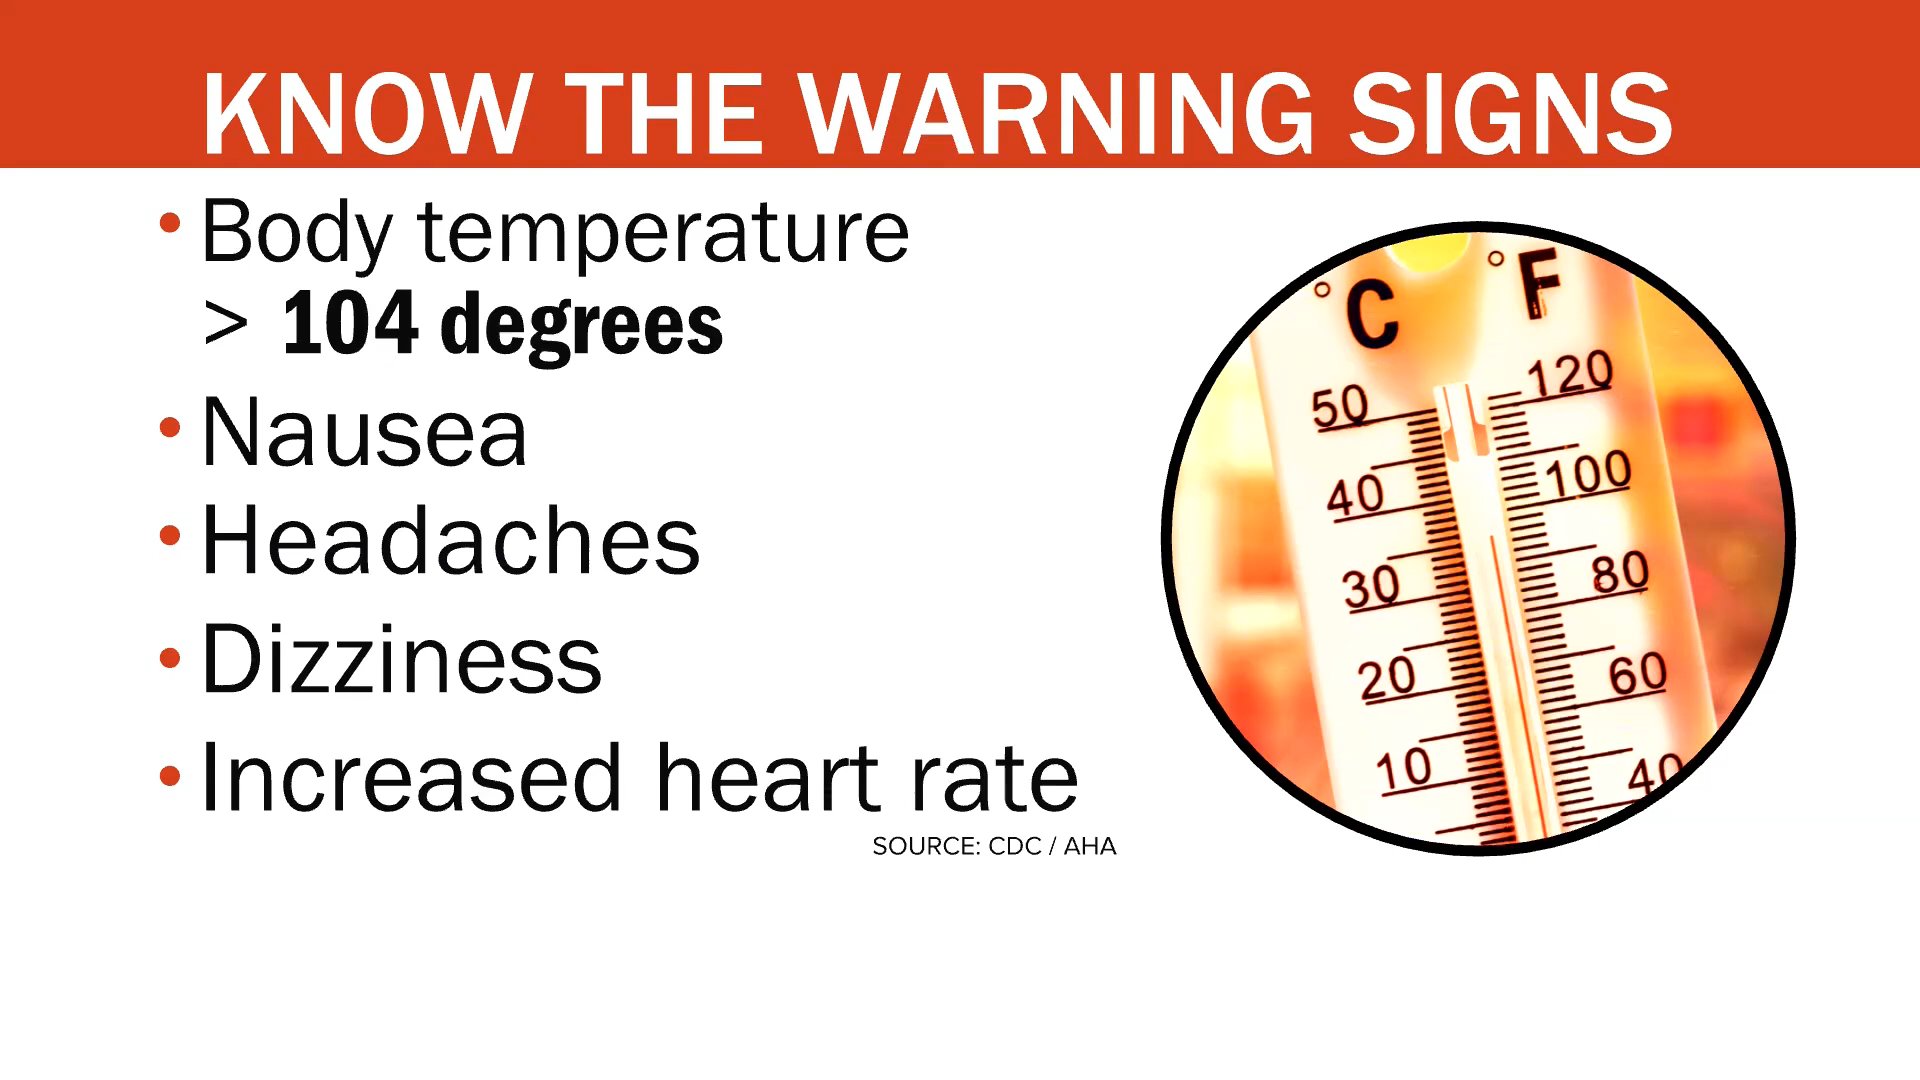 KNOW THE WARNING SIGNS
• Body temperature
> 104 degrees
• Nausea
• Headaches
• Dizziness
• Increased heart rate
SOURCE: CDC / AHA
°C °F
50 120
40 100
30 80
20 60
10 40